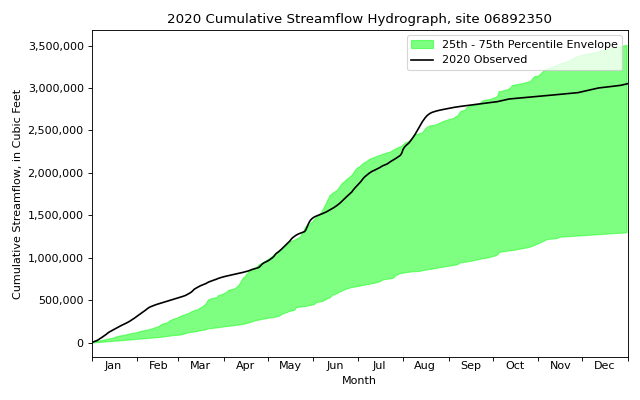 2020 Cumulative Streamflow Hydrograph, site 06892350
25th - 75th Percentile Envelope
2020 Observed
Cumulative Streamflow, in Cubic Feet
3,500,000
3,000,000
2,500,000
2,000,000
1,500,000
1,000,000
500,000
0
Jan Feb Mar Apr May Jun Jul Aug Sep Oct Nov Dec
Month